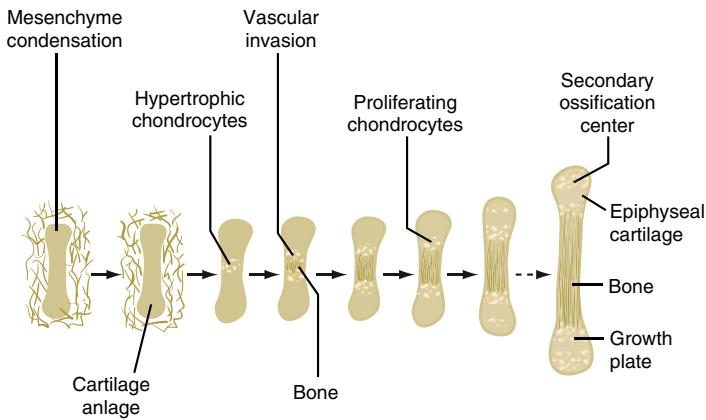 Mesenchyme
condensation
Vascular
invasion
Hypertrophic
chondrocytes
Proliferating
chondrocytes
Secondary
ossification
center
Epiphyseal
cartilage
Bone
Growth
plate
Cartilage
anlage
Bone